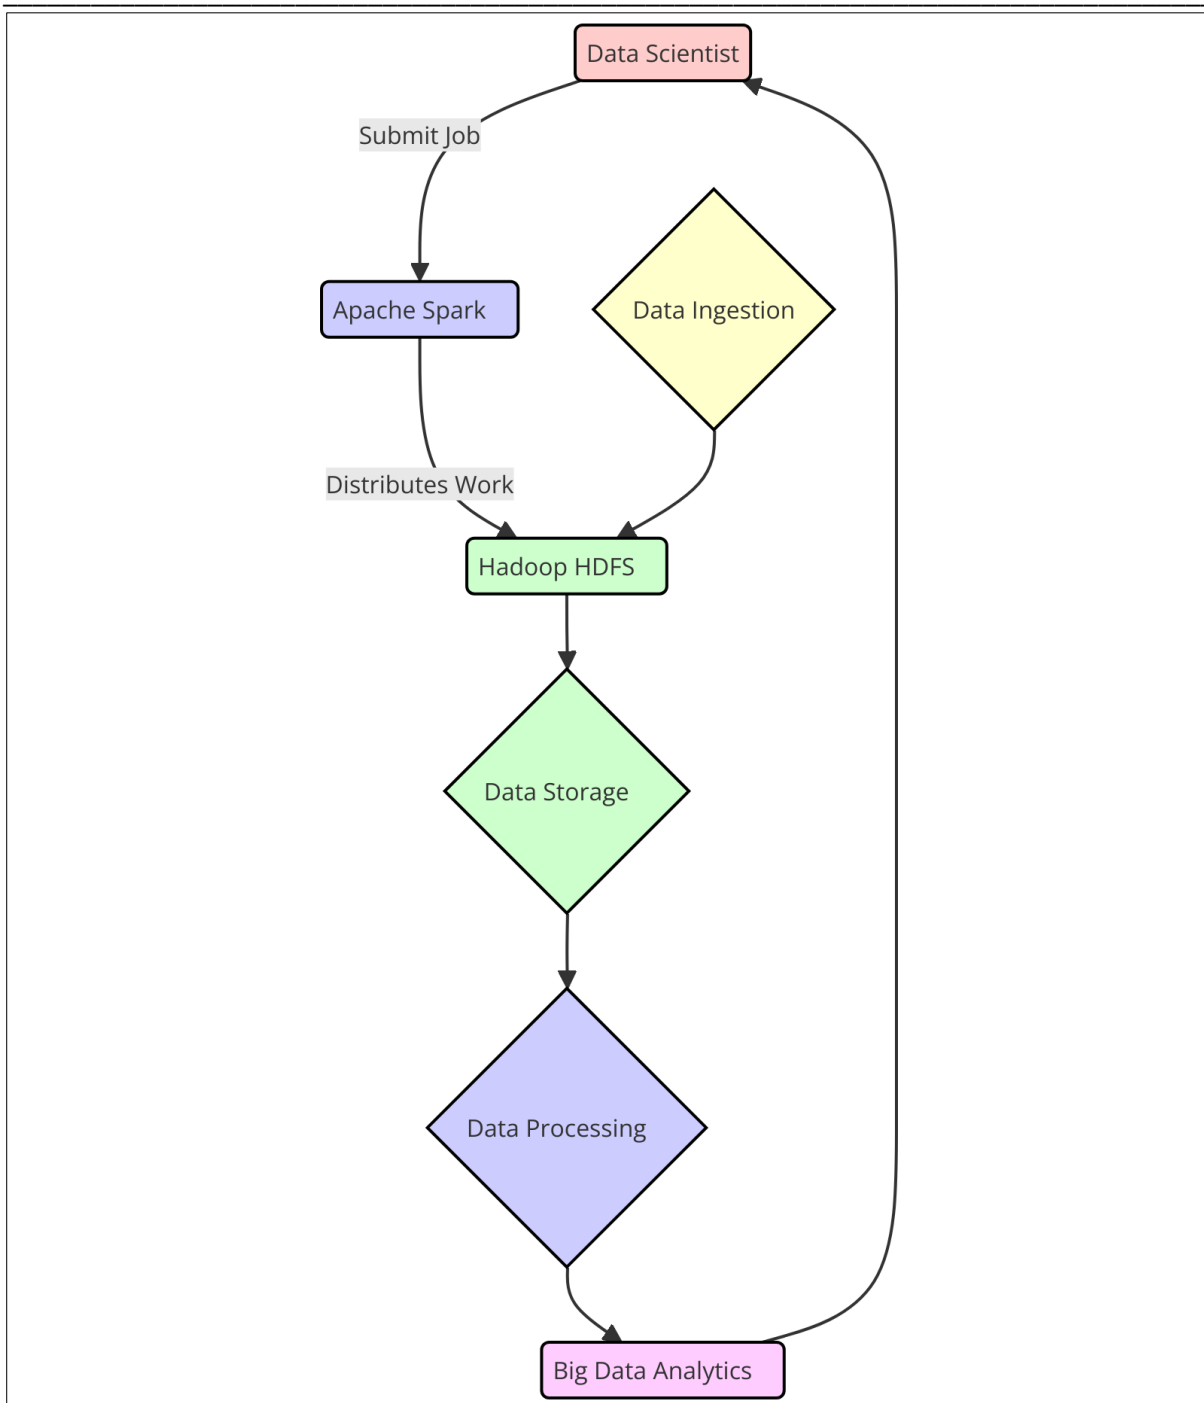 Data Scientist
Submit Job
Apache Spark
Data Ingestion
Distributes Work
Hadoop HDFS
Data Storage
Data Processing
Big Data Analytics